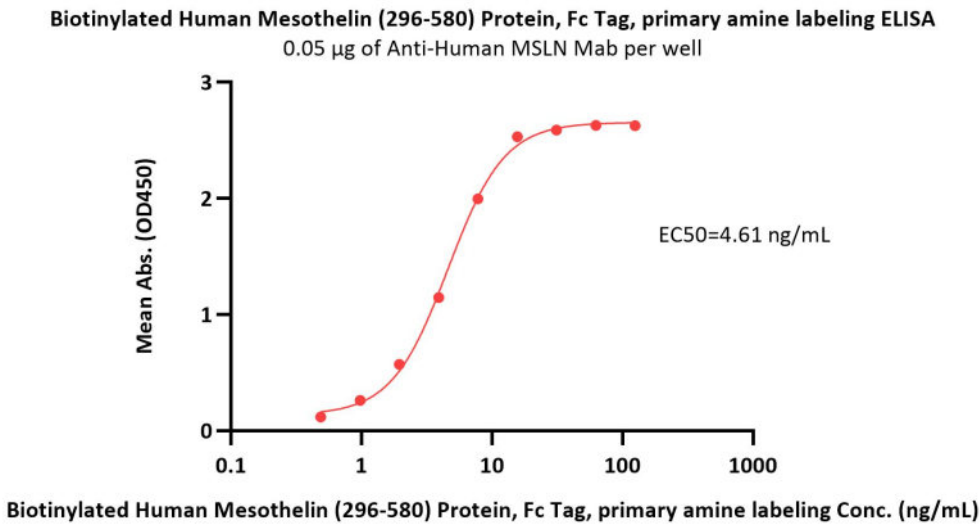 Biotinylated Human Mesothelin (296-580) Protein, Fc Tag, primary amine labeling ELISA
0.05 μg of Anti-Human MSLN Mab per well
3
2
1
0
Mean Abs. (OD450)
EC50=4.61 ng/mL
0.1 1 10 100 1000
Biotinylated Human Mesothelin (296-580) Protein, Fc Tag, primary amine labeling Conc. (ng/mL)